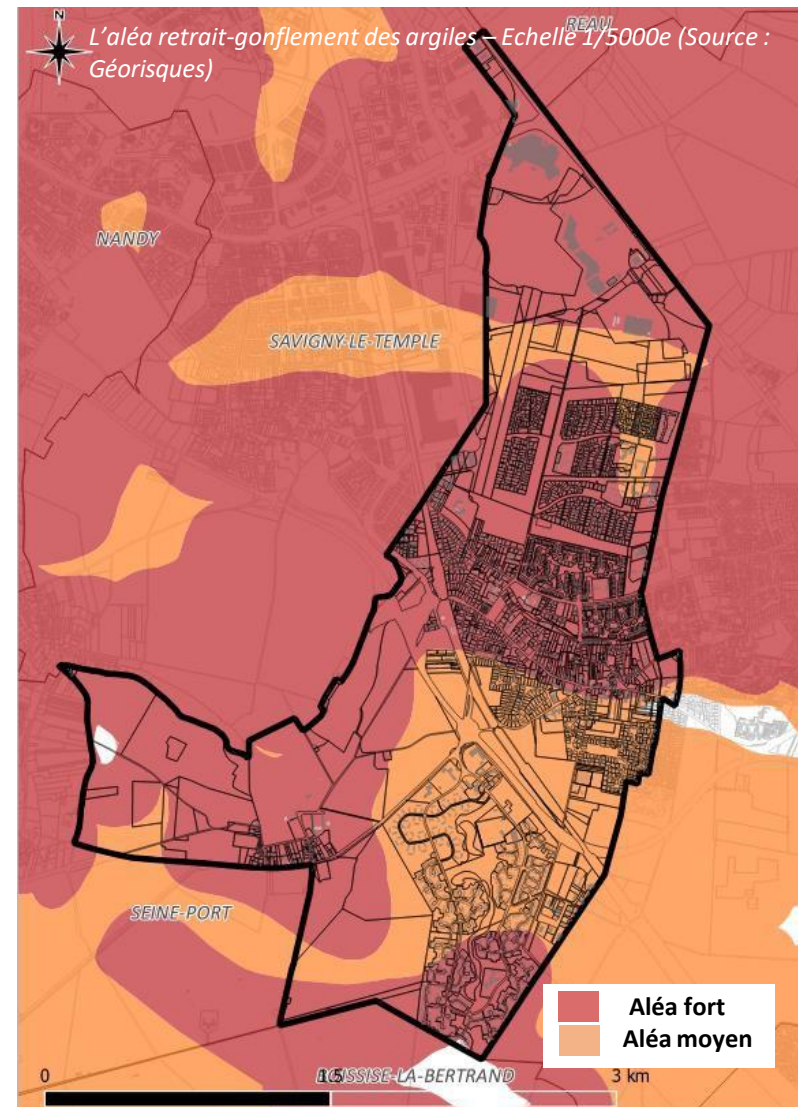 N
REAU
L'aléa retrait-gonflement des argiles – Echelle 1/5000e (Source :
Géorisques)
NANDY
SAVIGNY-LE-TEMPLE
SEINE-PORT
Aléa fort
Aléa moyen
BOISSISE-LA-BERTRAND
0 1.5 3 km